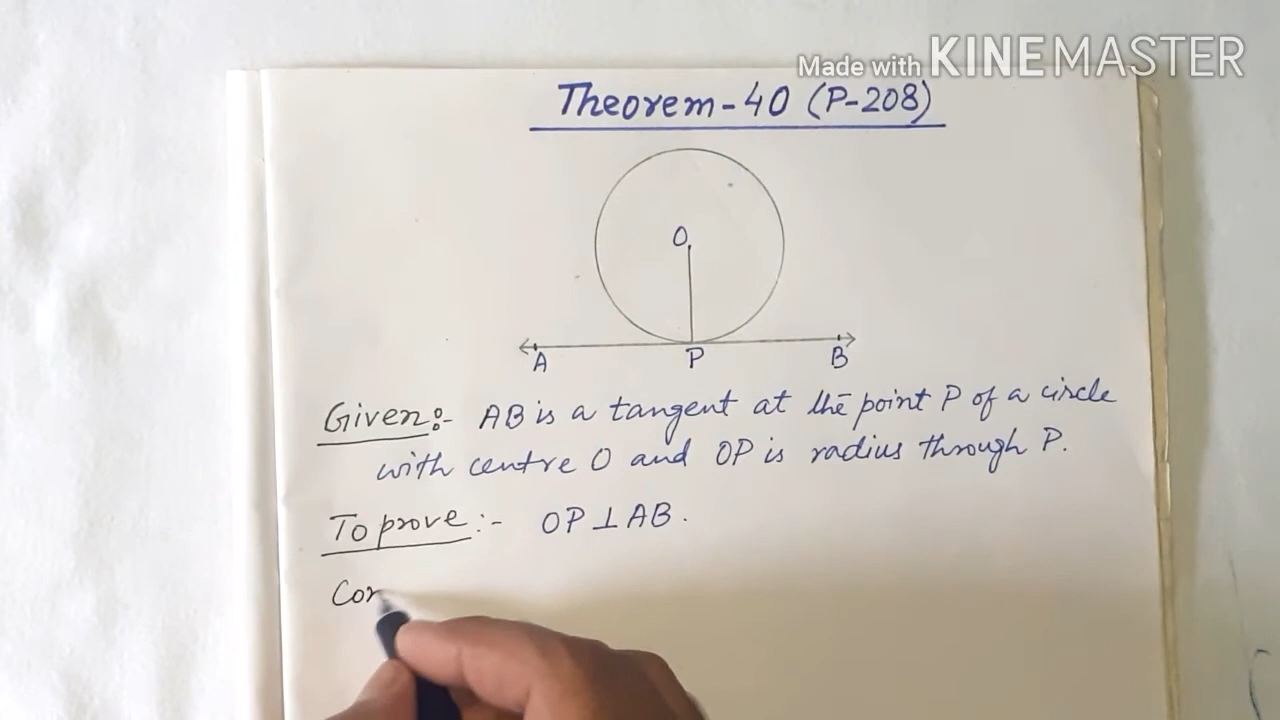 Made with KINEMASTER
Theorem-40 (P-208)
O
A P B
Given:- AB is a tangent at the point P of a circle
with centre O and OP is radius through P.
To prove:- OP⊥AB.
Con